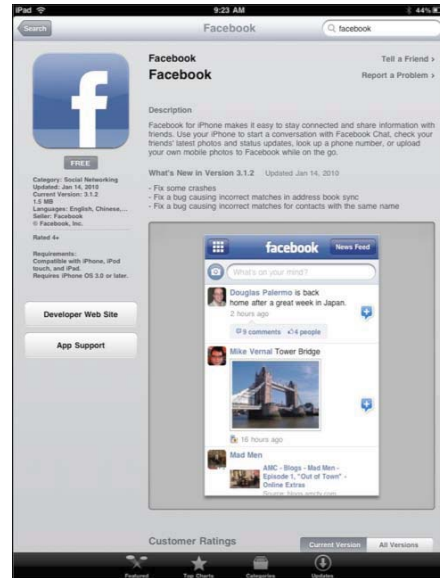 iPad
9:23 AM
44%
Search
Facebook
facebook
Facebook
Tell a Friend >
Facebook
Report a Problem >
Description
Facebook for iPhone makes it easy to stay connected and share information with
friends. Use your iPhone to start a conversation with Facebook Chat, check your
friends' latest photos and status updates, look up a phone number, or upload
your own mobile photos to Facebook while on the go.
What's New in Version 3.1.2 Updated Jan 14, 2010
- Fix some crashes
- Fix a bug causing incorrect matches in address book sync
- Fix a bug causing incorrect matches for contacts with the same name
f
FREE
Category: Social Networking
Updated: Jan 14, 2010
Current Version: 3.1.2
1.5 MB
Languages: English, Chinese,...
Seller: Facebook
© Facebook, Inc.
Rated 4+
Requirements:
Compatible with iPhone, iPod
touch, and iPad.
Requires iPhone OS 3.0 or later.
Developer Web Site
App Support
facebook
News Feed
What's on your mind?
Douglas Palermo is back
home after a great week in Japan.
2 hours ago
9 comments 4 people
Mike Vernal Tower Bridge
16 hours ago
Mad Men
AMC - Blogs - Mad Men -
Episode 1, "Out of Town" -
Online Extras
Source: blogs.amctv.com
Customer Ratings
Current Version
All Versions
Featured
Top Charts
Categories
Updates